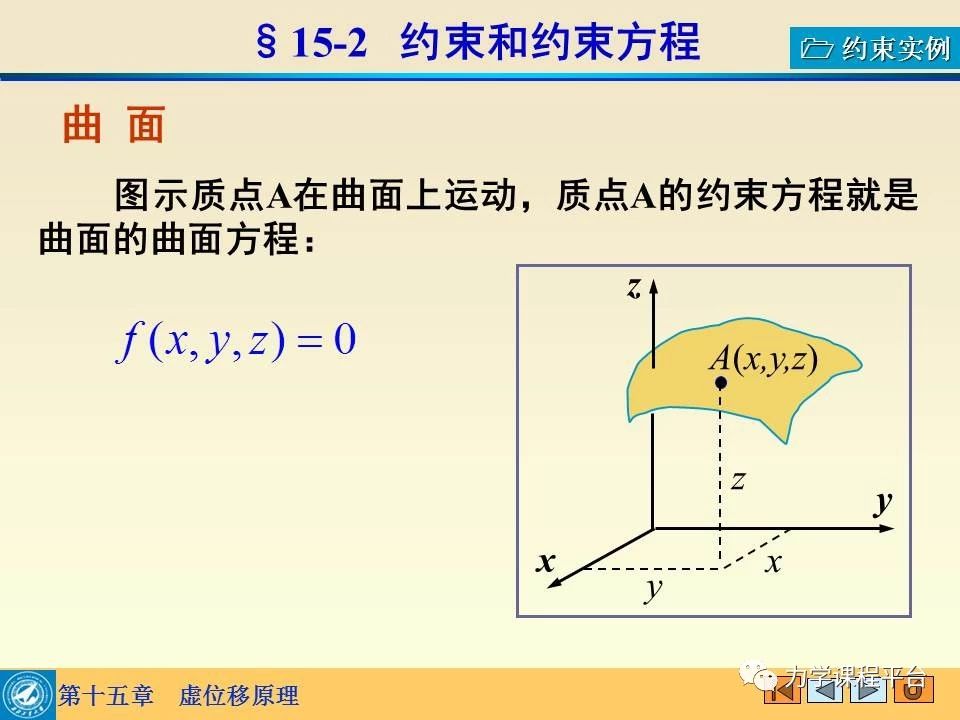 §15-2 约束和约束方程
约束实例
曲 面
图示质点A在曲面上运动，质点A的约束方程就是
曲面的曲面方程：
f(x,y,z)=0
z
A(x,y,z)
z
y
x
x
y
第十五章 虚位移原理
力学课程平台